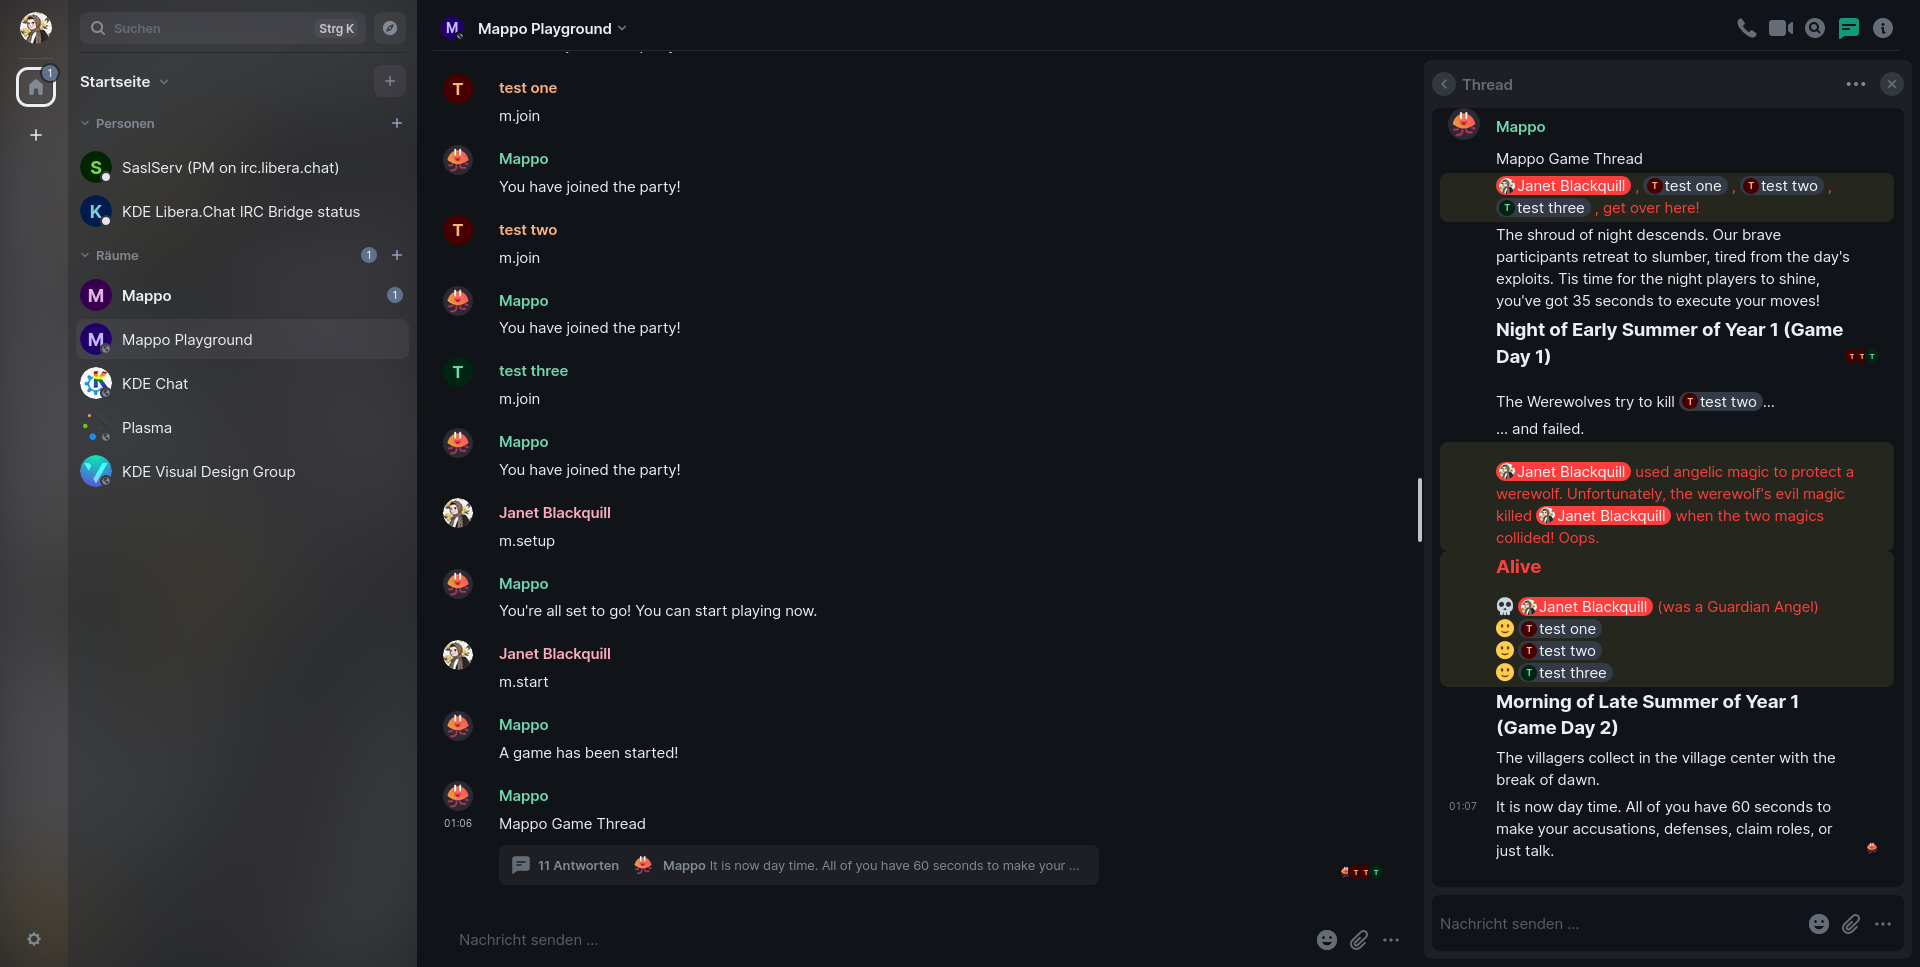 Suchen
Strg K
1
Startseite
Personen
S
SaslServ (PM on irc.libera.chat)
K
KDE Libera.Chat IRC Bridge status
Räume
1
M
Mappo
1
M
Mappo Playground
KDE Chat
Plasma
KDE Visual Design Group
M
Mappo Playground
T
test one
m.join
Mappo
You have joined the party!
T
test two
m.join
Mappo
You have joined the party!
T
test three
m.join
Mappo
You have joined the party!
Janet Blackquill
m.setup
Mappo
You're all set to go! You can start playing now.
Janet Blackquill
m.start
Mappo
A game has been started!
Mappo
01:06
Mappo Game Thread
11 Antworten Mappo It is now day time. All of you have 60 seconds to make your ...
T T T
Nachricht senden ...
Thread
Mappo
Mappo Game Thread
Janet Blackquill , T test one , T test two ,
T test three , get over here!
The shroud of night descends. Our brave
participants retreat to slumber, tired from the day's
exploits. Tis time for the night players to shine,
you've got 35 seconds to execute your moves!
Night of Early Summer of Year 1 (Game
Day 1)
T T T
The Werewolves try to kill T test two ...
... and failed.
Janet Blackquill used angelic magic to protect a
werewolf. Unfortunately, the werewolf's evil magic
killed Janet Blackquill when the two magics
collided! Oops.
Alive
Janet Blackquill (was a Guardian Angel)
T test one
T test two
T test three
Morning of Late Summer of Year 1
(Game Day 2)
The villagers collect in the village center with the
break of dawn.
01:07
It is now day time. All of you have 60 seconds to
make your accusations, defenses, claim roles, or
just talk.
Nachricht senden ...